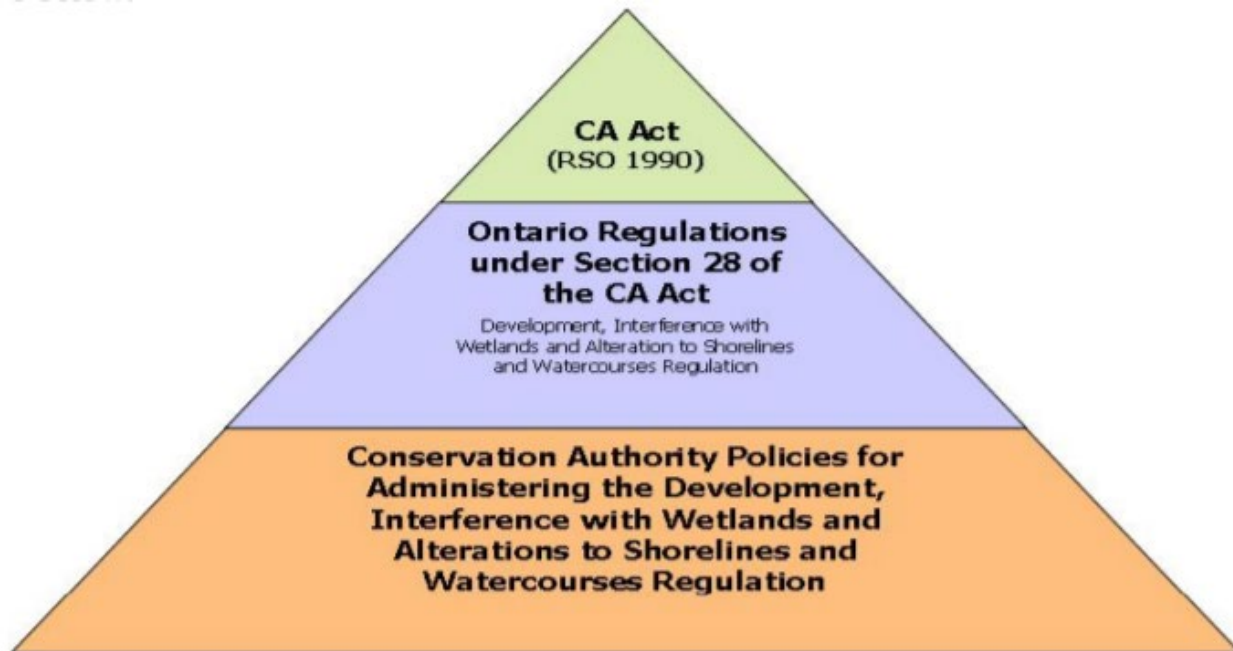 CA Act
(RSO 1990)
Ontario Regulations
under Section 28 of
the CA Act
Development, Interference with
Wetlands and Alteration to Shorelines
and Watercourses Regulation
Conservation Authority Policies for
Administering the Development,
Interference with Wetlands and
Alterations to Shorelines and
Watercourses Regulation